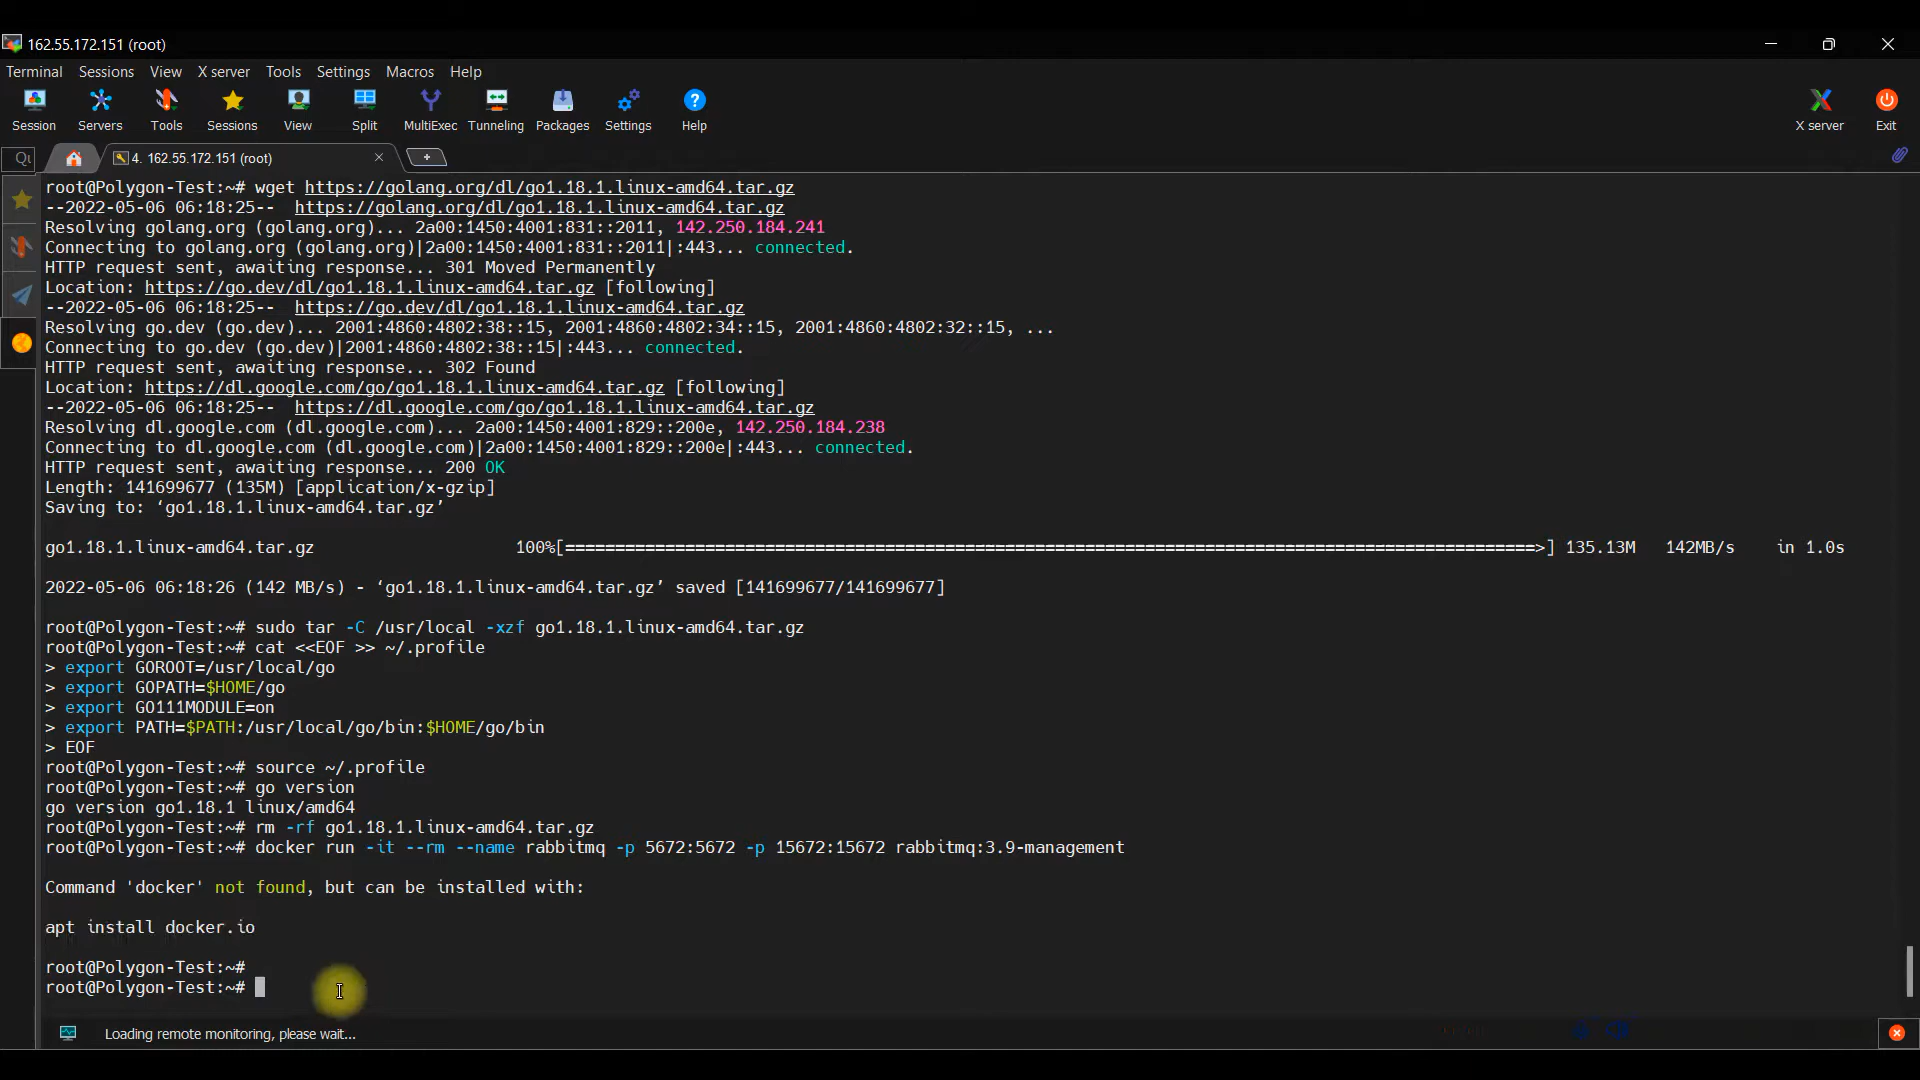 162.55.172.151 (root)
Terminal Sessions View X server Tools Settings Macros Help
Session Servers Tools Sessions View Split MultiExec Tunneling Packages Settings Help X server Exit
4. 162.55.172.151 (root)
root@Polygon-Test:~# wget https://golang.org/dl/go1.18.1.linux-amd64.tar.gz
--2022-05-06 06:18:25-- https://golang.org/dl/go1.18.1.linux-amd64.tar.gz
Resolving golang.org (golang.org)... 2a00:1450:4001:831::2011, 142.250.184.241
Connecting to golang.org (golang.org)|2a00:1450:4001:831::2011|:443... connected.
HTTP request sent, awaiting response... 301 Moved Permanently
Location: https://go.dev/dl/go1.18.1.linux-amd64.tar.gz [following]
--2022-05-06 06:18:25-- https://go.dev/dl/go1.18.1.linux-amd64.tar.gz
Resolving go.dev (go.dev)... 2001:4860:4802:38::15, 2001:4860:4802:34::15, 2001:4860:4802:32::15, ...
Connecting to go.dev (go.dev)|2001:4860:4802:38::15|:443... connected.
HTTP request sent, awaiting response... 302 Found
Location: https://dl.google.com/go/go1.18.1.linux-amd64.tar.gz [following]
--2022-05-06 06:18:25-- https://dl.google.com/go/go1.18.1.linux-amd64.tar.gz
Resolving dl.google.com (dl.google.com)... 2a00:1450:4001:829::200e, 142.250.184.238
Connecting to dl.google.com (dl.google.com)|2a00:1450:4001:829::200e|:443... connected.
HTTP request sent, awaiting response... 200 OK
Length: 141699677 (135M) [application/x-gzip]
Saving to: ‘go1.18.1.linux-amd64.tar.gz’
go1.18.1.linux-amd64.tar.gz 100%[=================================================================================================>] 135.13M 142MB/s in 1.0s
2022-05-06 06:18:26 (142 MB/s) - ‘go1.18.1.linux-amd64.tar.gz’ saved [141699677/141699677]
root@Polygon-Test:~# sudo tar -C /usr/local -xzf go1.18.1.linux-amd64.tar.gz
root@Polygon-Test:~# cat <<EOF >> ~/.profile
> export GOROOT=/usr/local/go
> export GOPATH=$HOME/go
> export GO111MODULE=on
> export PATH=$PATH:/usr/local/go/bin:$HOME/go/bin
> EOF
root@Polygon-Test:~# source ~/.profile
root@Polygon-Test:~# go version
go version go1.18.1 linux/amd64
root@Polygon-Test:~# rm -rf go1.18.1.linux-amd64.tar.gz
root@Polygon-Test:~# docker run -it --rm --name rabbitmq -p 5672:5672 -p 15672:15672 rabbitmq:3.9-management
Command 'docker' not found, but can be installed with:
apt install docker.io
root@Polygon-Test:~#
root@Polygon-Test:~#
Loading remote monitoring, please wait...